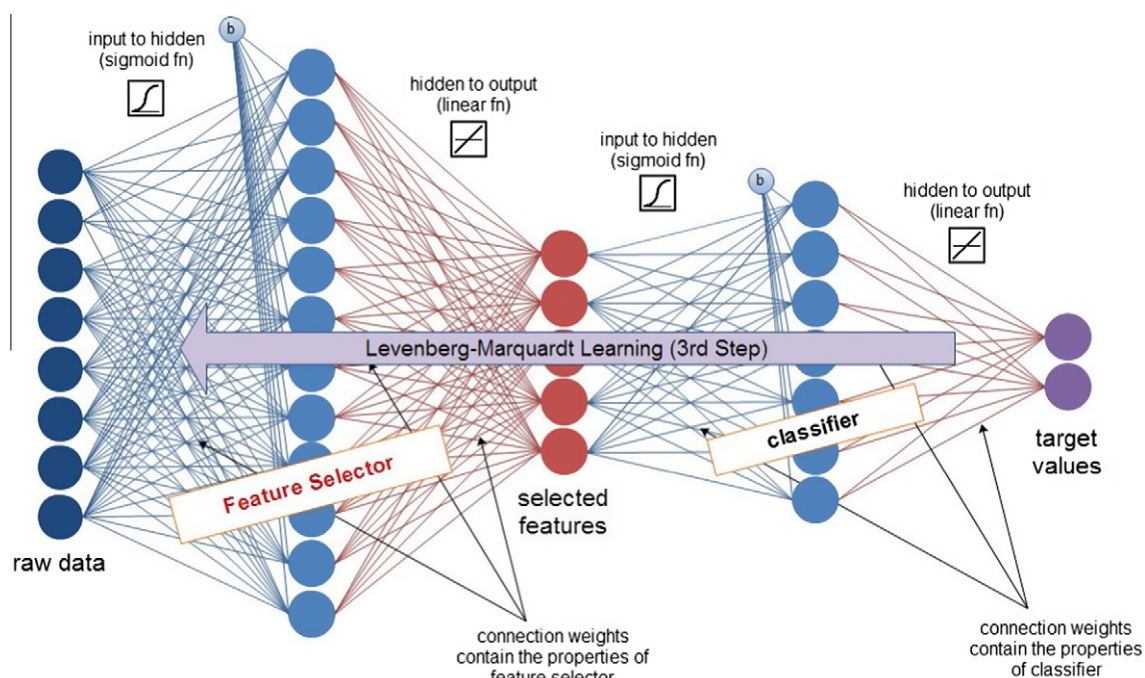 b
input to hidden
(sigmoid fn)
hidden to output
(linear fn)
input to hidden
(sigmoid fn)
b
hidden to output
(linear fn)
Levenberg-Marquardt Learning (3rd Step)
Feature Selector
classifier
raw data
selected
features
target
values
connection weights
contain the properties of
feature selector
connection weights
contain the properties
of classifier